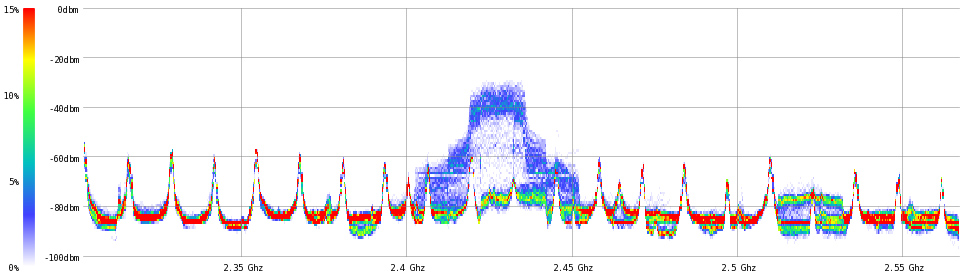 15%
10%
5%
0%
0dbm
-20dbm
-40dbm
-60dbm
-80dbm
-100dbm
2.35 Ghz
2.4 Ghz
2.45 Ghz
2.5 Ghz
2.55 Ghz